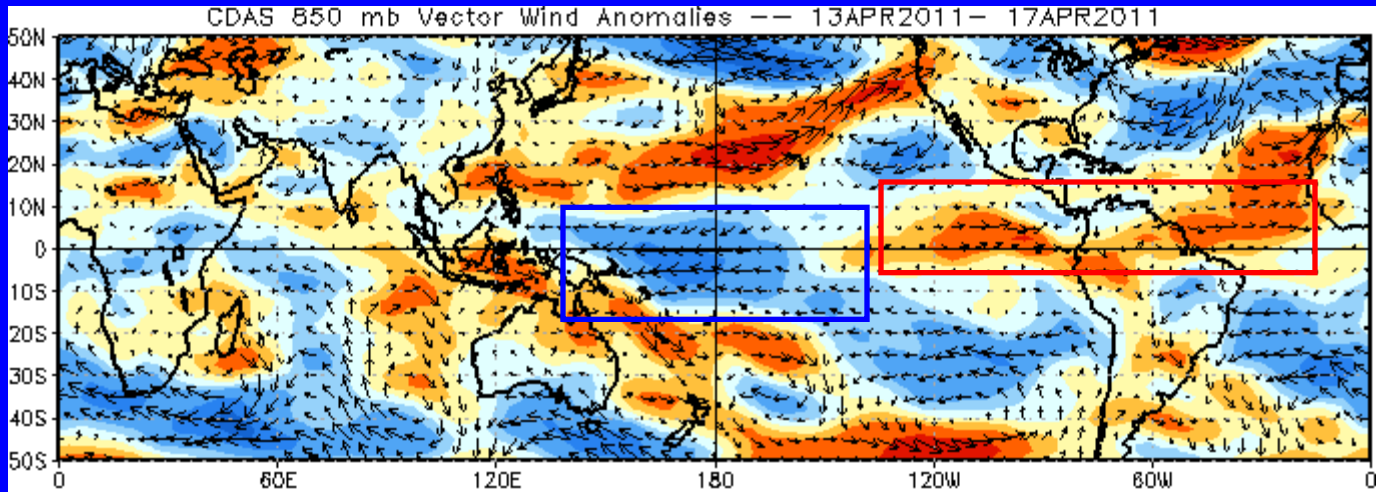 CDAS 850 mb Vector Wind Anomalies -- 13APR2011- 17APR2011
50N
40N
30N
20N
10N
0
10S
20S
30S
40S
50S
0 60E 120E 180 120W 60W 0